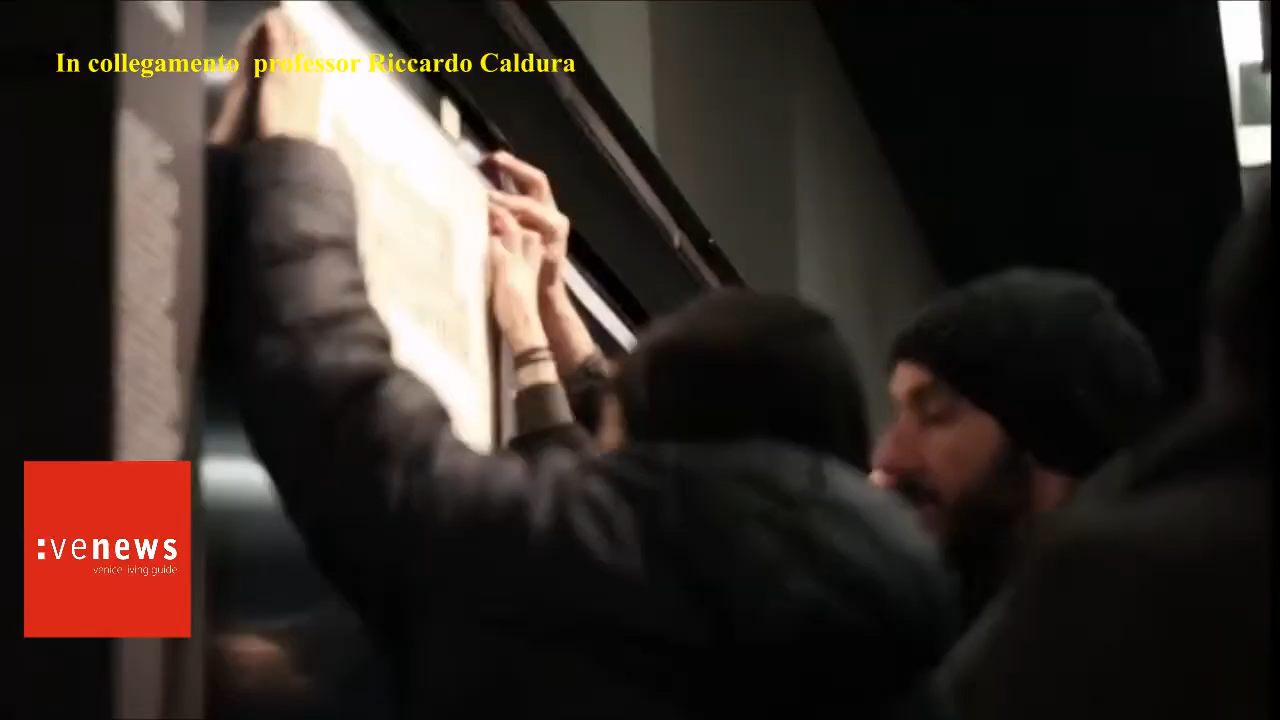 In collegamento professor Riccardo Caldura
:venews
venice living guide